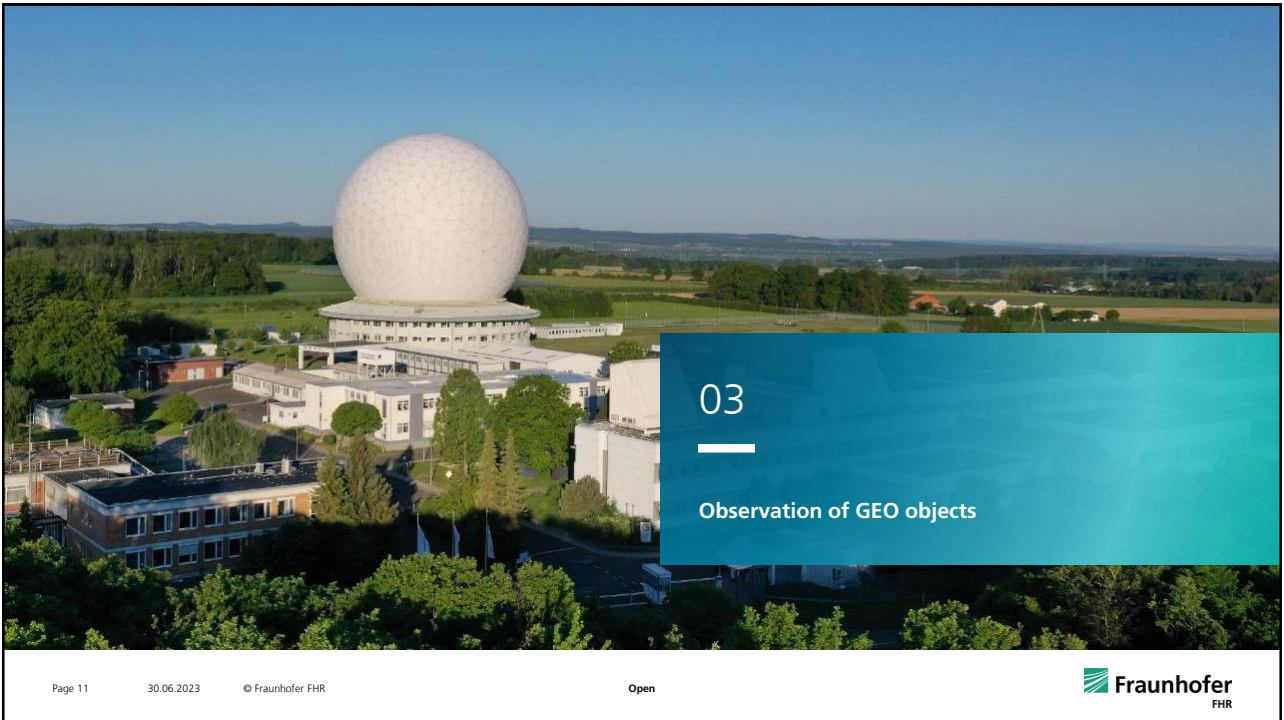 03
Observation of GEO objects
Page 11 30.06.2023 © Fraunhofer FHR Open
Fraunhofer
FHR